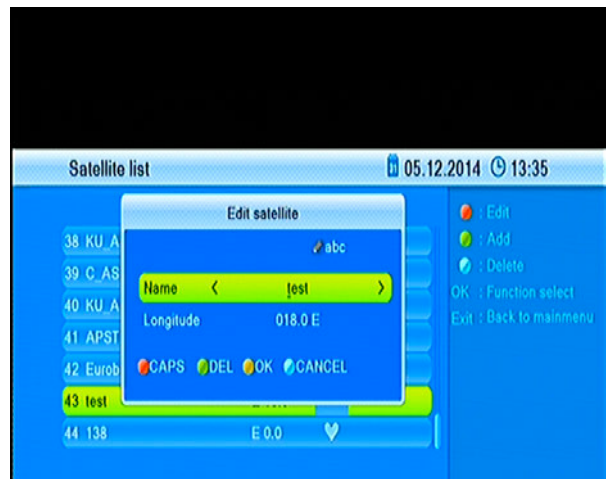 Satellite list
31 05.12.2014 13:35
Edit satellite
abc
Name < test >
Longitude 018.0 E
CAPS DEL OK CANCEL
38 KU_A
39 C_AS
40 KU_A
41 APST
42 Eurob
43 test
44 138 E 0.0
: Edit
: Add
: Delete
OK : Function select
Exit : Back to mainmenu